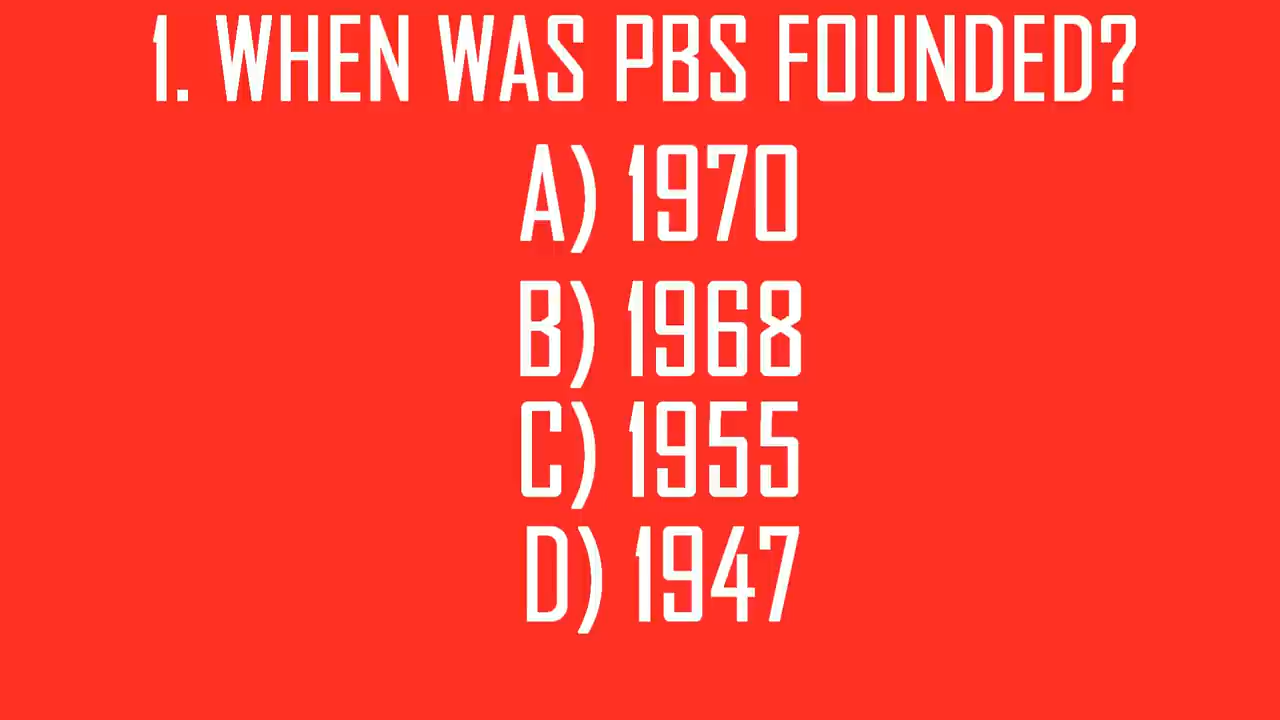 1. WHEN WAS PBS FOUNDED?
A) 1970
B) 1968
C) 1955
D) 1947